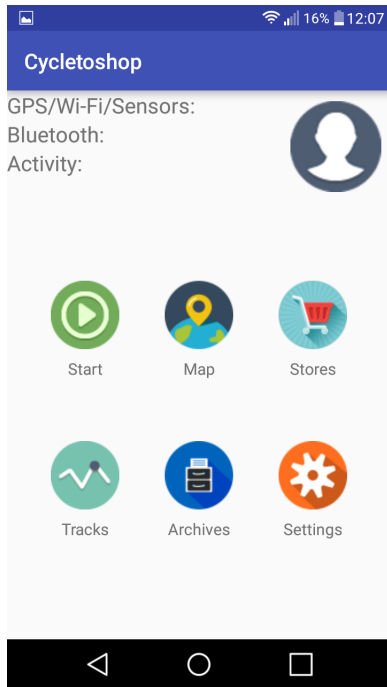 16% 12:07
Cycletoshop
GPS/Wi-Fi/Sensors:
Bluetooth:
Activity:
Start Map Stores
Tracks Archives Settings